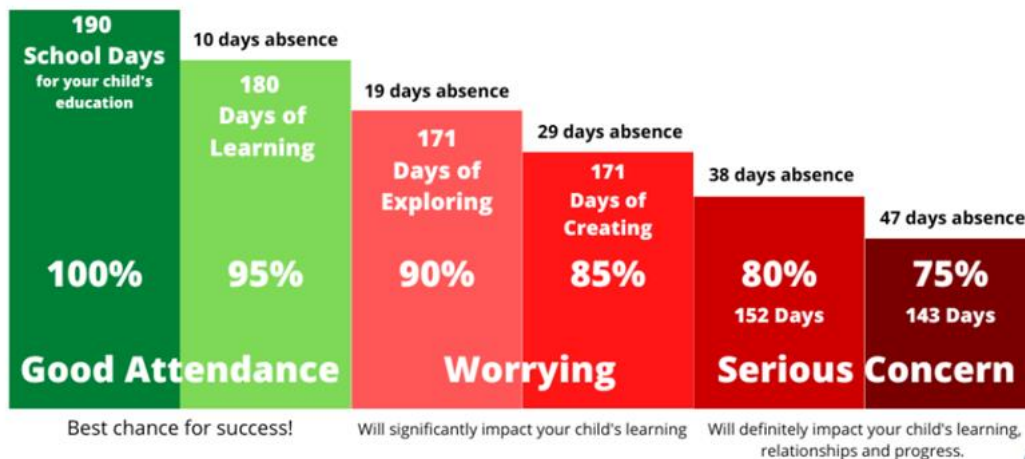 190
School Days
for your child's
education
100%
10 days absence
180
Days of
Learning
95%
Good Attendance
Best chance for success!
19 days absence
171
Days of
Exploring
90%
29 days absence
171
Days of
Creating
85%
Worrying
Will significantly impact your child's learning
38 days absence
80%
152 Days
47 days absence
75%
143 Days
Serious Concern
Will definitely impact your child's learning,
relationships and progress.